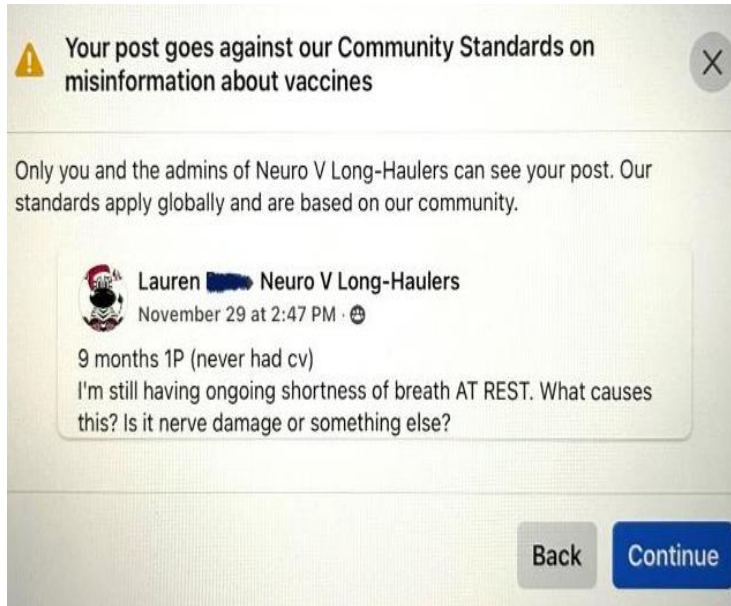 Your post goes against our Community Standards on
misinformation about vaccines
X
Only you and the admins of Neuro V Long-Haulers can see your post. Our
standards apply globally and are based on our community.
Lauren Neuro V Long-Haulers
November 29 at 2:47 PM ·
9 months 1P (never had cv)
I'm still having ongoing shortness of breath AT REST. What causes
this? Is it nerve damage or something else?
Back
Continue